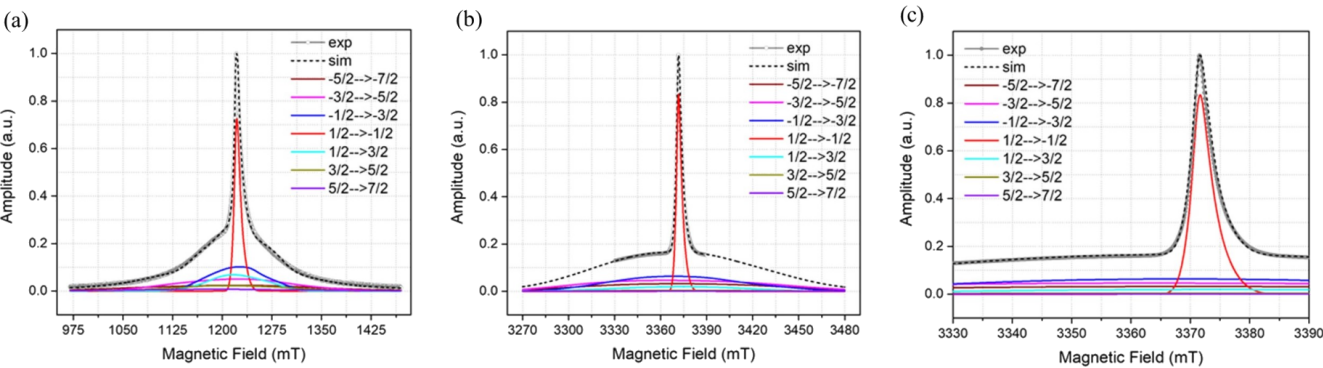 (a)
1.0
0.8
0.6
0.4
0.2
0.0
Amplitude (a.u.)
exp
sim
-5/2-->-7/2
-3/2-->-5/2
-1/2-->-3/2
1/2-->-1/2
1/2-->3/2
3/2-->5/2
5/2-->7/2
975 1050 1125 1200 1275 1350 1425
Magnetic Field (mT)
(b)
1.0
0.8
0.6
0.4
0.2
0.0
Amplitude (a.u.)
exp
sim
-5/2-->-7/2
-3/2-->-5/2
-1/2-->-3/2
1/2-->-1/2
1/2-->3/2
3/2-->5/2
5/2-->7/2
3270 3300 3330 3360 3390 3420 3450 3480
Magnetic Field (mT)
(c)
1.0
0.8
0.6
0.4
0.2
0.0
Amplitude (a.u.)
exp
sim
-5/2-->-7/2
-3/2-->-5/2
-1/2-->-3/2
1/2-->-1/2
1/2-->3/2
3/2-->5/2
5/2-->7/2
3330 3340 3350 3360 3370 3380 3390
Magnetic Field (mT)